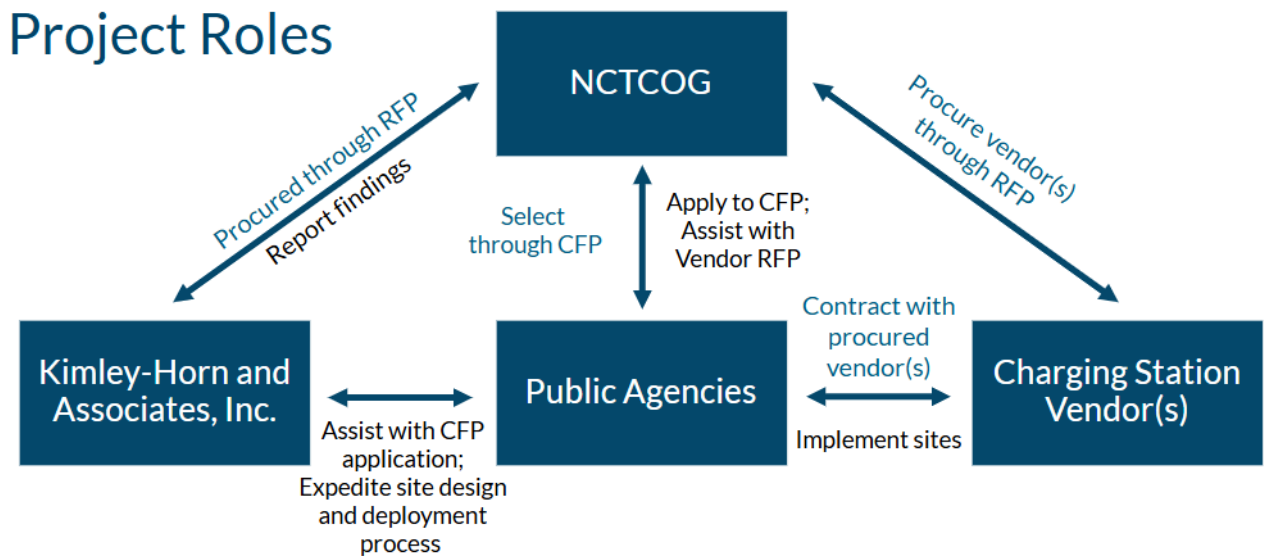 Project Roles
NCTCOG
Procured through RFP
Report findings
Procure vendor(s)
through RFP
Select
through CFP
Apply to CFP;
Assist with
Vendor RFP
Kimley-Horn and
Associates, Inc.
Assist with CFP
application;
Expedite site design
and deployment
process
Public Agencies
Contract with
procured
vendor(s)
Implement sites
Charging Station
Vendor(s)